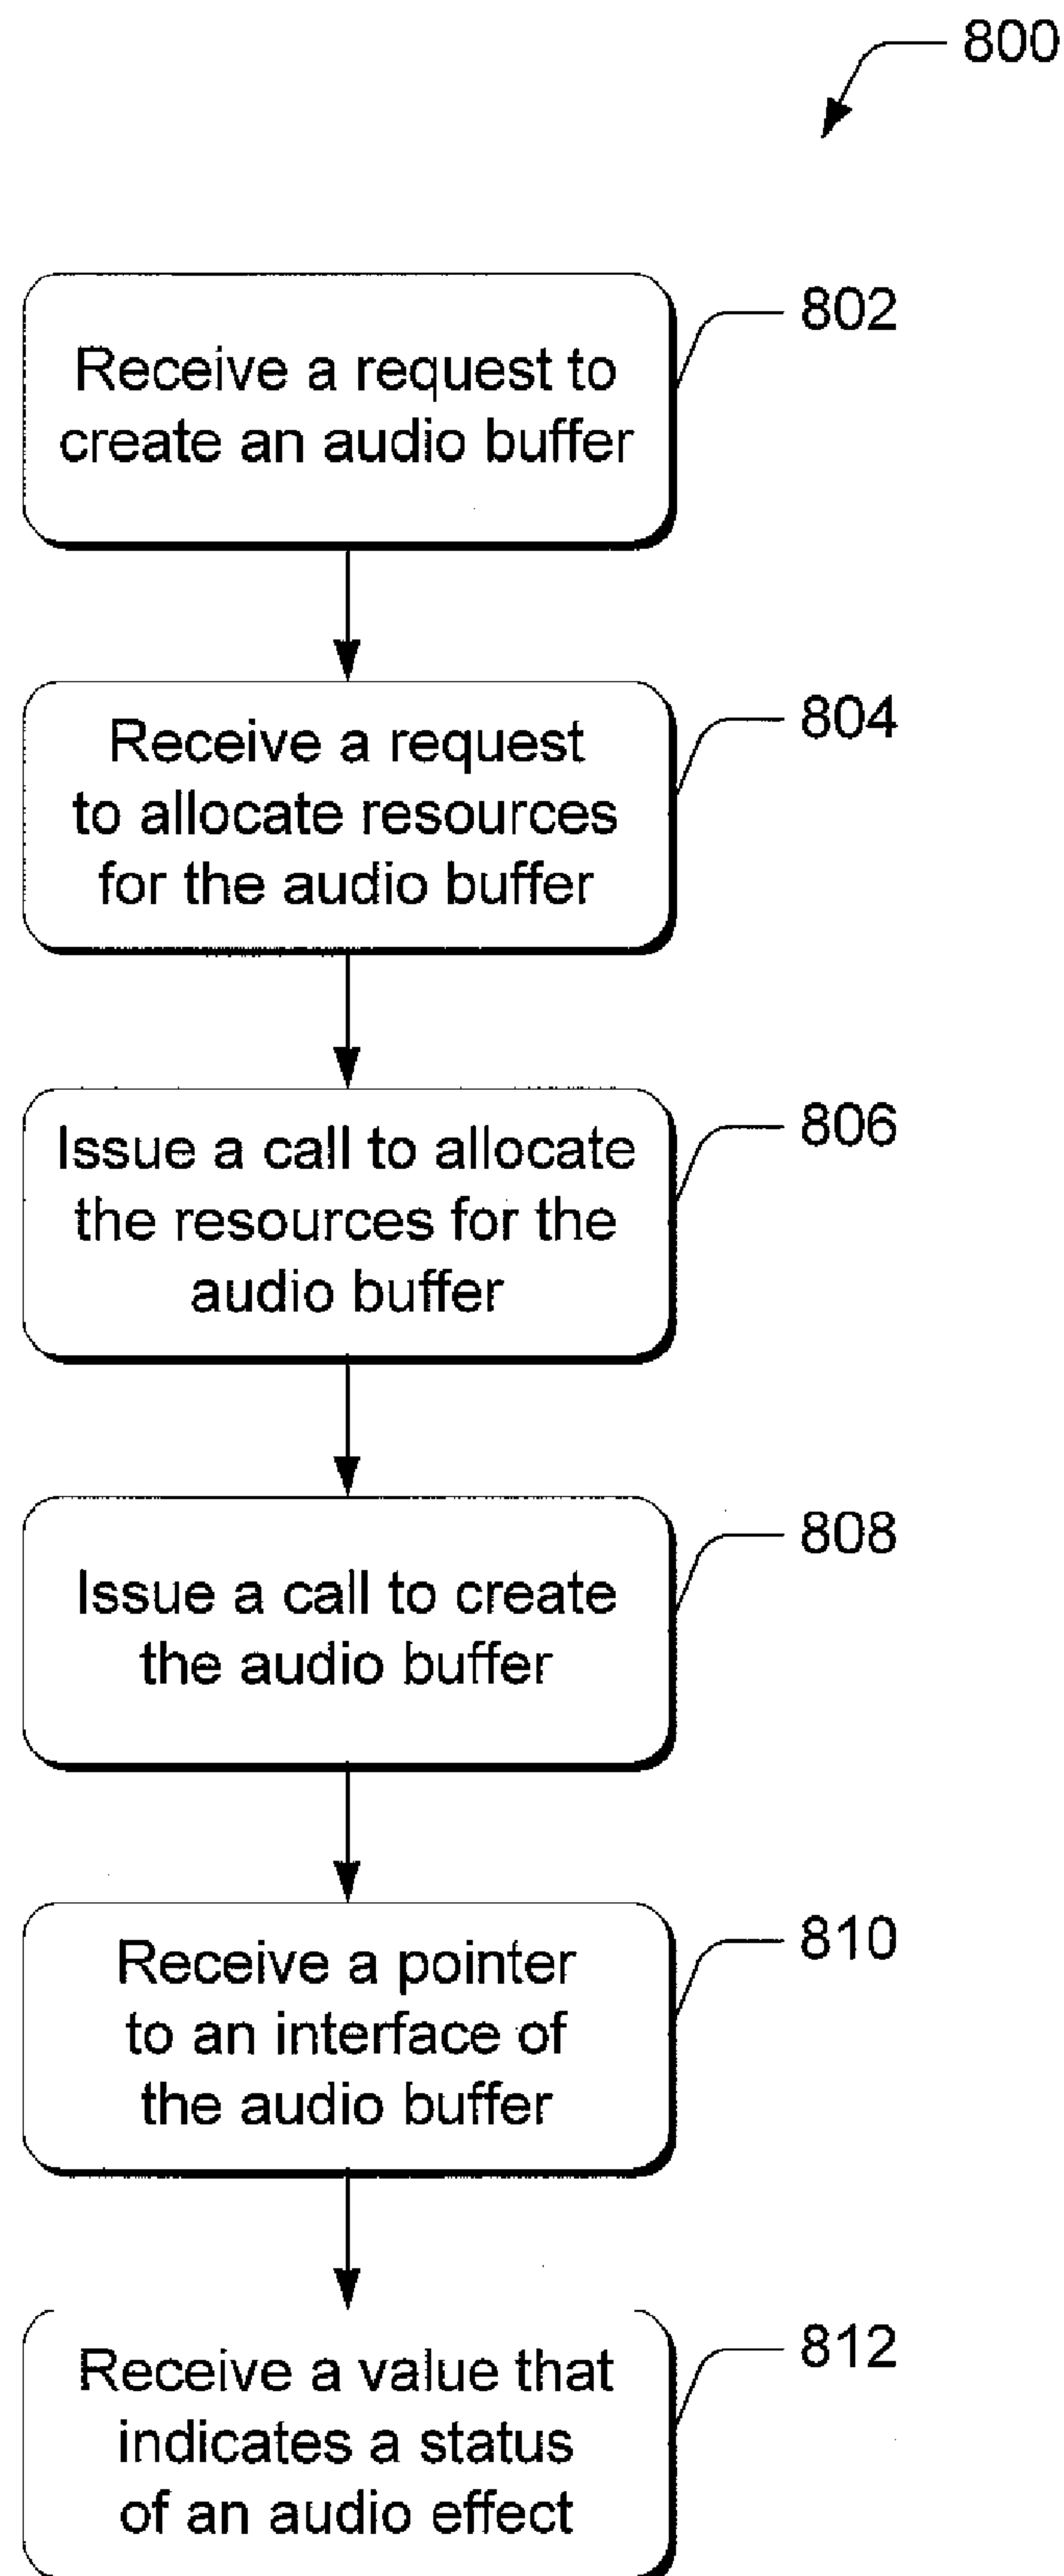 800
802
Receive a request to
create an audio buffer
804
Receive a request
to allocate resources
for the audio buffer
806
Issue a call to allocate
the resources for the
audio buffer
808
Issue a call to create
the audio buffer
810
Receive a pointer
to an interface of
the audio buffer
812
Receive a value that
indicates a status
of an audio effect